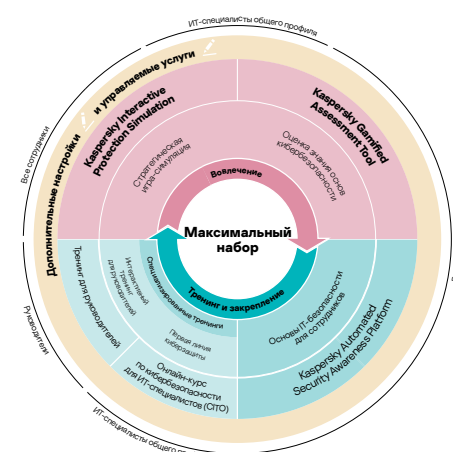 ИТ-специалисты общего профиля
Все сотрудники
Дополнительные настройки
и управляемые услуги
Kaspersky Interactive
Protection Simulation
Kaspersky Gamified
Assessment Tool
Стратегическая
игра-симуляция
Оценка знания основ
кибербезопасности
Вовлечение
Максимальный
набор
Тренинг и закрепление
Специализированные тренинги
Интерактивный
тренинг
для руководителей
Первая линия
киберзащиты
Тренинг для руководителей
Онлайн-курс
по кибербезопасности
для ИТ-специалистов (CITO)
Основы IT-безопасности
для сотрудников
Kaspersky Automated
Security Awareness Platform
Руководители
ИТ-специалисты общего